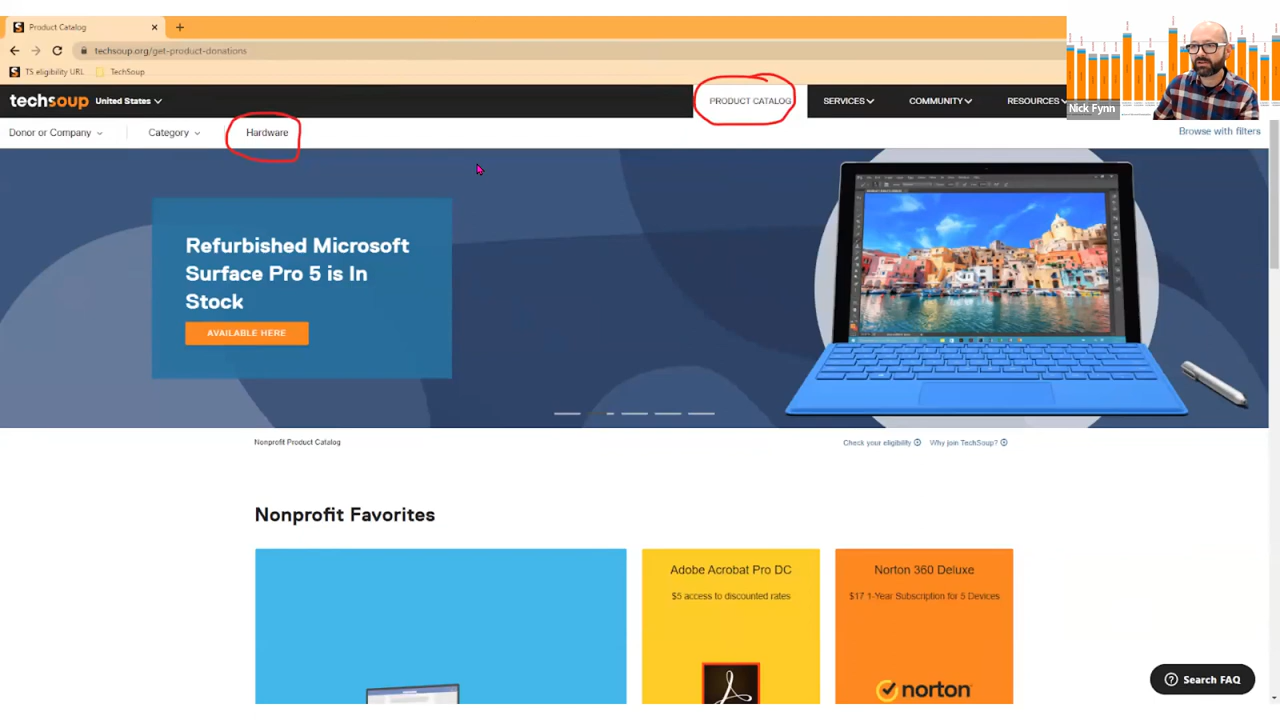 Product Catalog
techsoup.org/get-product-donations
TS eligibility URL
TechSoup
Nick Fynn
techsoup United States
PRODUCT CATALOG
SERVICES
COMMUNITY
RESOURCES
Donor or Company
Category
Hardware
Browse with filters
Refurbished Microsoft
Surface Pro 5 is In
Stock
AVAILABLE HERE
Nonprofit Product Catalog
Check your eligibility
Why join TechSoup?
Nonprofit Favorites
Adobe Acrobat Pro DC
$5 access to discounted rates
Norton 360 Deluxe
$17 1-Year Subscription for 5 Devices
norton
Search FAQ